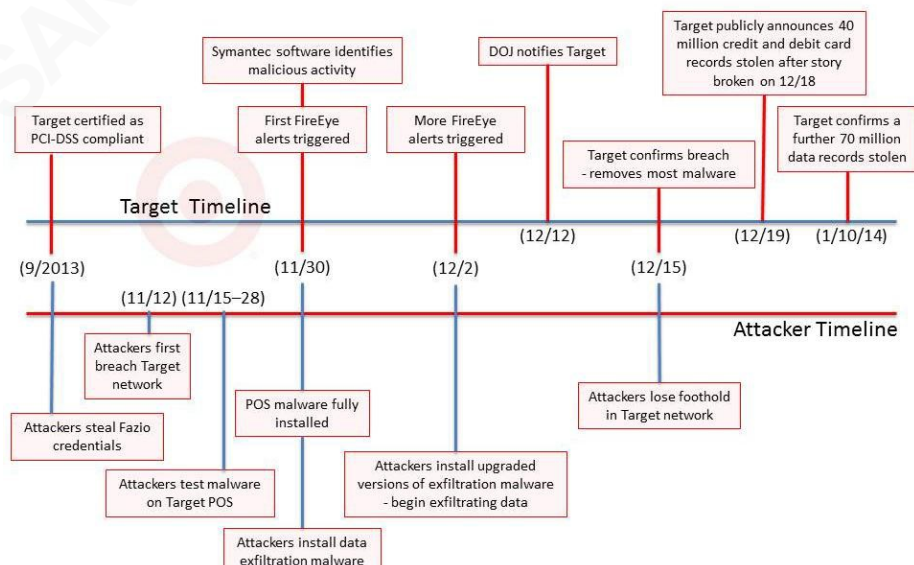 Target publicly announces 40
million credit and debit card
records stolen after story
broken on 12/18
Symantec software identifies
malicious activity
DOJ notifies Target
Target certified as
PCI-DSS compliant
First FireEye
alerts triggered
More FireEye
alerts triggered
Target confirms a
further 70 million
data records stolen
Target confirms breach
- removes most malware
Target Timeline
(12/12)
(12/19)
(1/10/14)
(9/2013)
(11/30)
(12/2)
(12/15)
(11/12)
(11/15–28)
Attacker Timeline
Attackers first
breach Target
network
Attackers steal Fazio
credentials
POS malware fully
installed
Attackers lose foothold
in Target network
Attackers test malware
on Target POS
Attackers install upgraded
versions of exfiltration malware
- begin exfiltrating data
Attackers install data
exfiltration malware